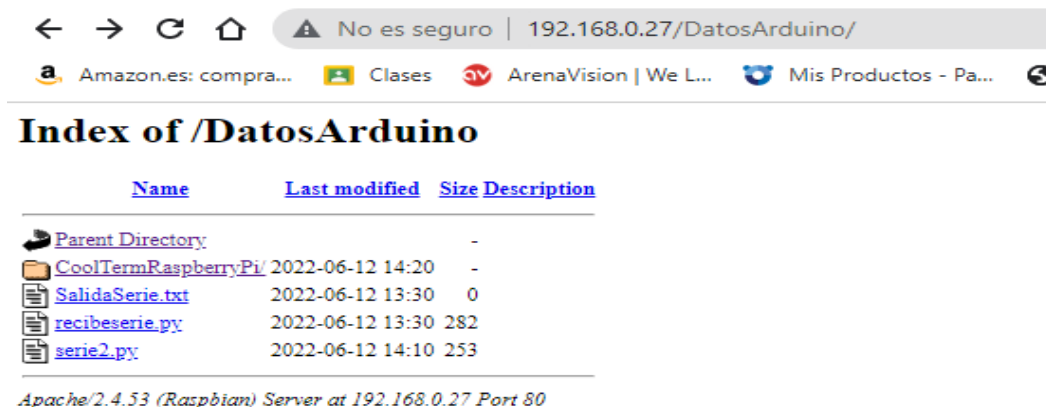 No es seguro | 192.168.0.27/DatosArduino/
Amazon.es: compra... Clases ArenaVision | We L... Mis Productos - Pa...
Index of /DatosArduino
Name Last modified Size Description
Parent Directory -
CoolTermRaspberryPi/ 2022-06-12 14:20 -
SalidaSerie.txt 2022-06-12 13:30 0
recibeserie.py 2022-06-12 13:30 282
serie2.py 2022-06-12 14:10 253
Apache/2.4.53 (Raspbian) Server at 192.168.0.27 Port 80